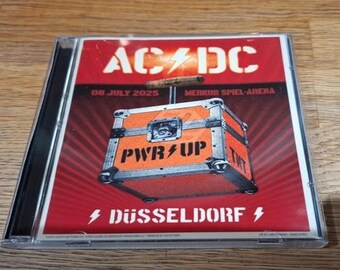 AC⚡DC
08 JULY 2025 MERKUR SPIEL-ARENA
PWR⚡UP
TNT
⚡ DÜSSELDORF ⚡